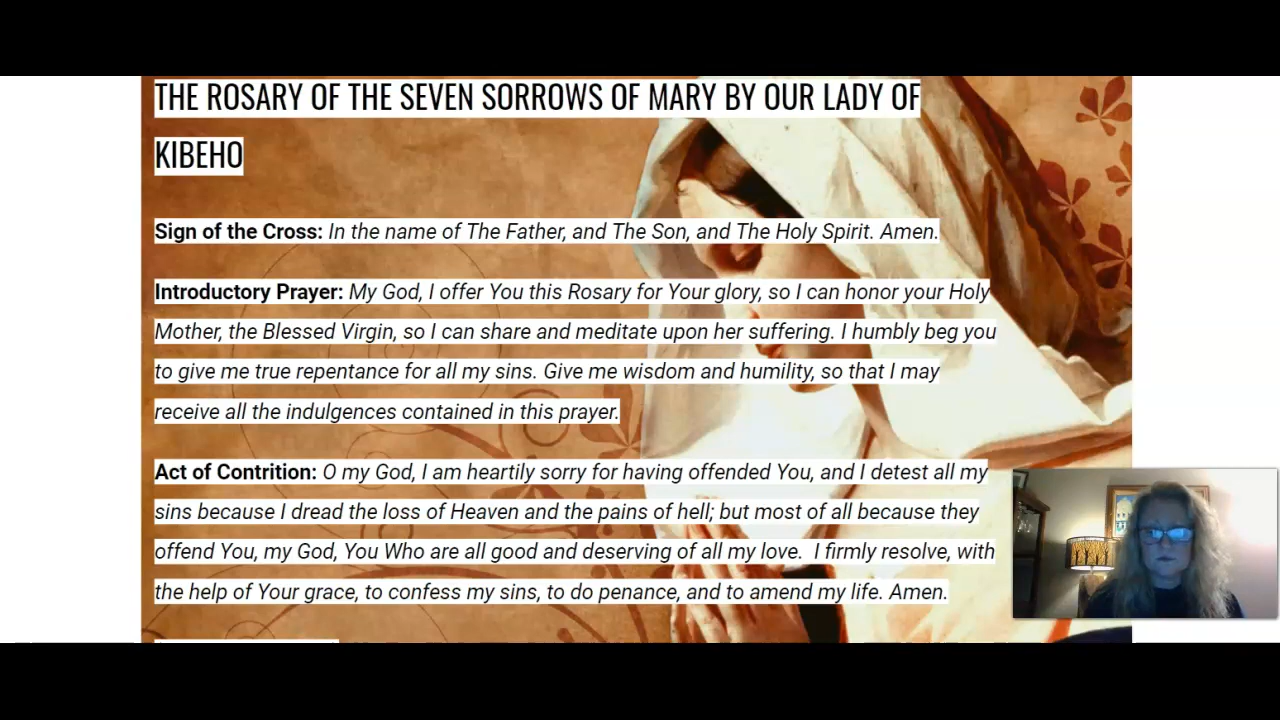 THE ROSARY OF THE SEVEN SORROWS OF MARY BY OUR LADY OF
KIBEHO
Sign of the Cross: In the name of The Father, and The Son, and The Holy Spirit. Amen.
Introductory Prayer: My God, I offer You this Rosary for Your glory, so I can honor your Holy
Mother, the Blessed Virgin, so I can share and meditate upon her suffering. I humbly beg you
to give me true repentance for all my sins. Give me wisdom and humility, so that I may
receive all the indulgences contained in this prayer.
Act of Contrition: O my God, I am heartily sorry for having offended You, and I detest all my
sins because I dread the loss of Heaven and the pains of hell; but most of all because they
offend You, my God, You Who are all good and deserving of all my love.  I firmly resolve, with
the help of Your grace, to confess my sins, to do penance, and to amend my life. Amen.